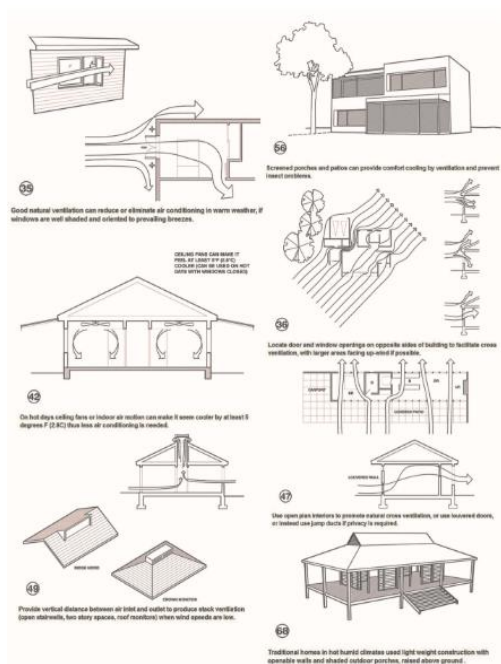 35
Good natural ventilation can reduce or eliminate air conditioning in warm weather, if
windows are well shaded and oriented to prevailing breezes.
CEILING FANS CAN MAKE IT
FEEL AT LEAST 5°F (2.8°C)
COOLER (CAN BE USED ON HOT
DAYS WITH WINDOWS CLOSED)
42
On hot days ceiling fans or indoor air motion can make it seem cooler by at least 5
degrees F (2.8C) thus less air conditioning is needed.
49
Provide vertical distance between air inlet and outlet to produce stack ventilation
(open stairwells, two story spaces, roof monitors) when wind speeds are low.
56
Screened porches and patios can provide comfort cooling by ventilation and prevent
insect problems.
36
Locate door and window openings on opposite sides of building to facilitate cross
ventilation, with larger areas facing up-wind if possible.
CARPORT
LOUVERED WALL
47
Use open plan interiors to promote natural cross ventilation, or use louvered doors,
or instead use jump ducts if privacy is required.
68
Traditional homes in hot humid climates used light weight construction with
openable walls and shaded outdoor porches, raised above ground .